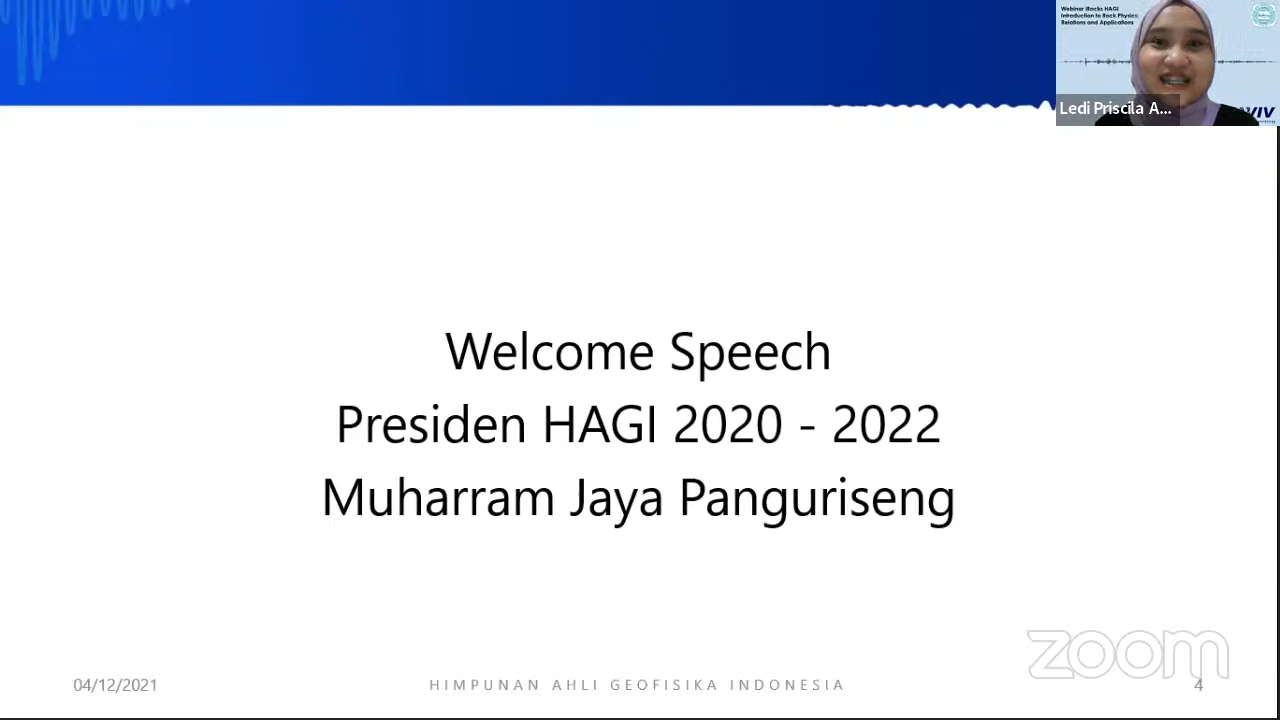 Webinar iRocks HAGI
Introduction to Rock Physics:
Relations and Applications
Ledi Priscila A...
Welcome Speech
Presiden HAGI 2020 - 2022
Muharram Jaya Panguriseng
zoom
04/12/2021
HIMPUNAN AHLI GEOFISIKA INDONESIA
4